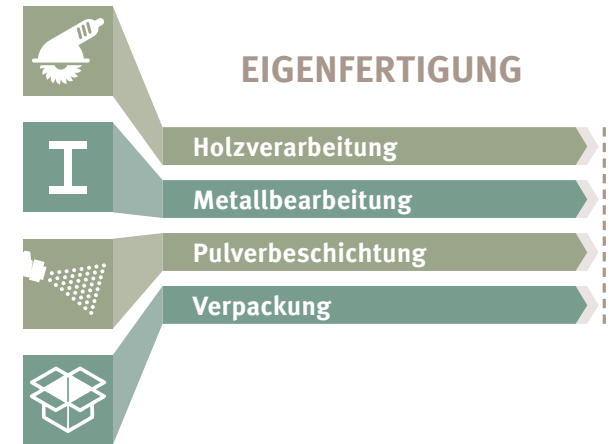 EIGENFERTIGUNG
Holzverarbeitung
Metallbearbeitung
Pulverbeschichtung
Verpackung